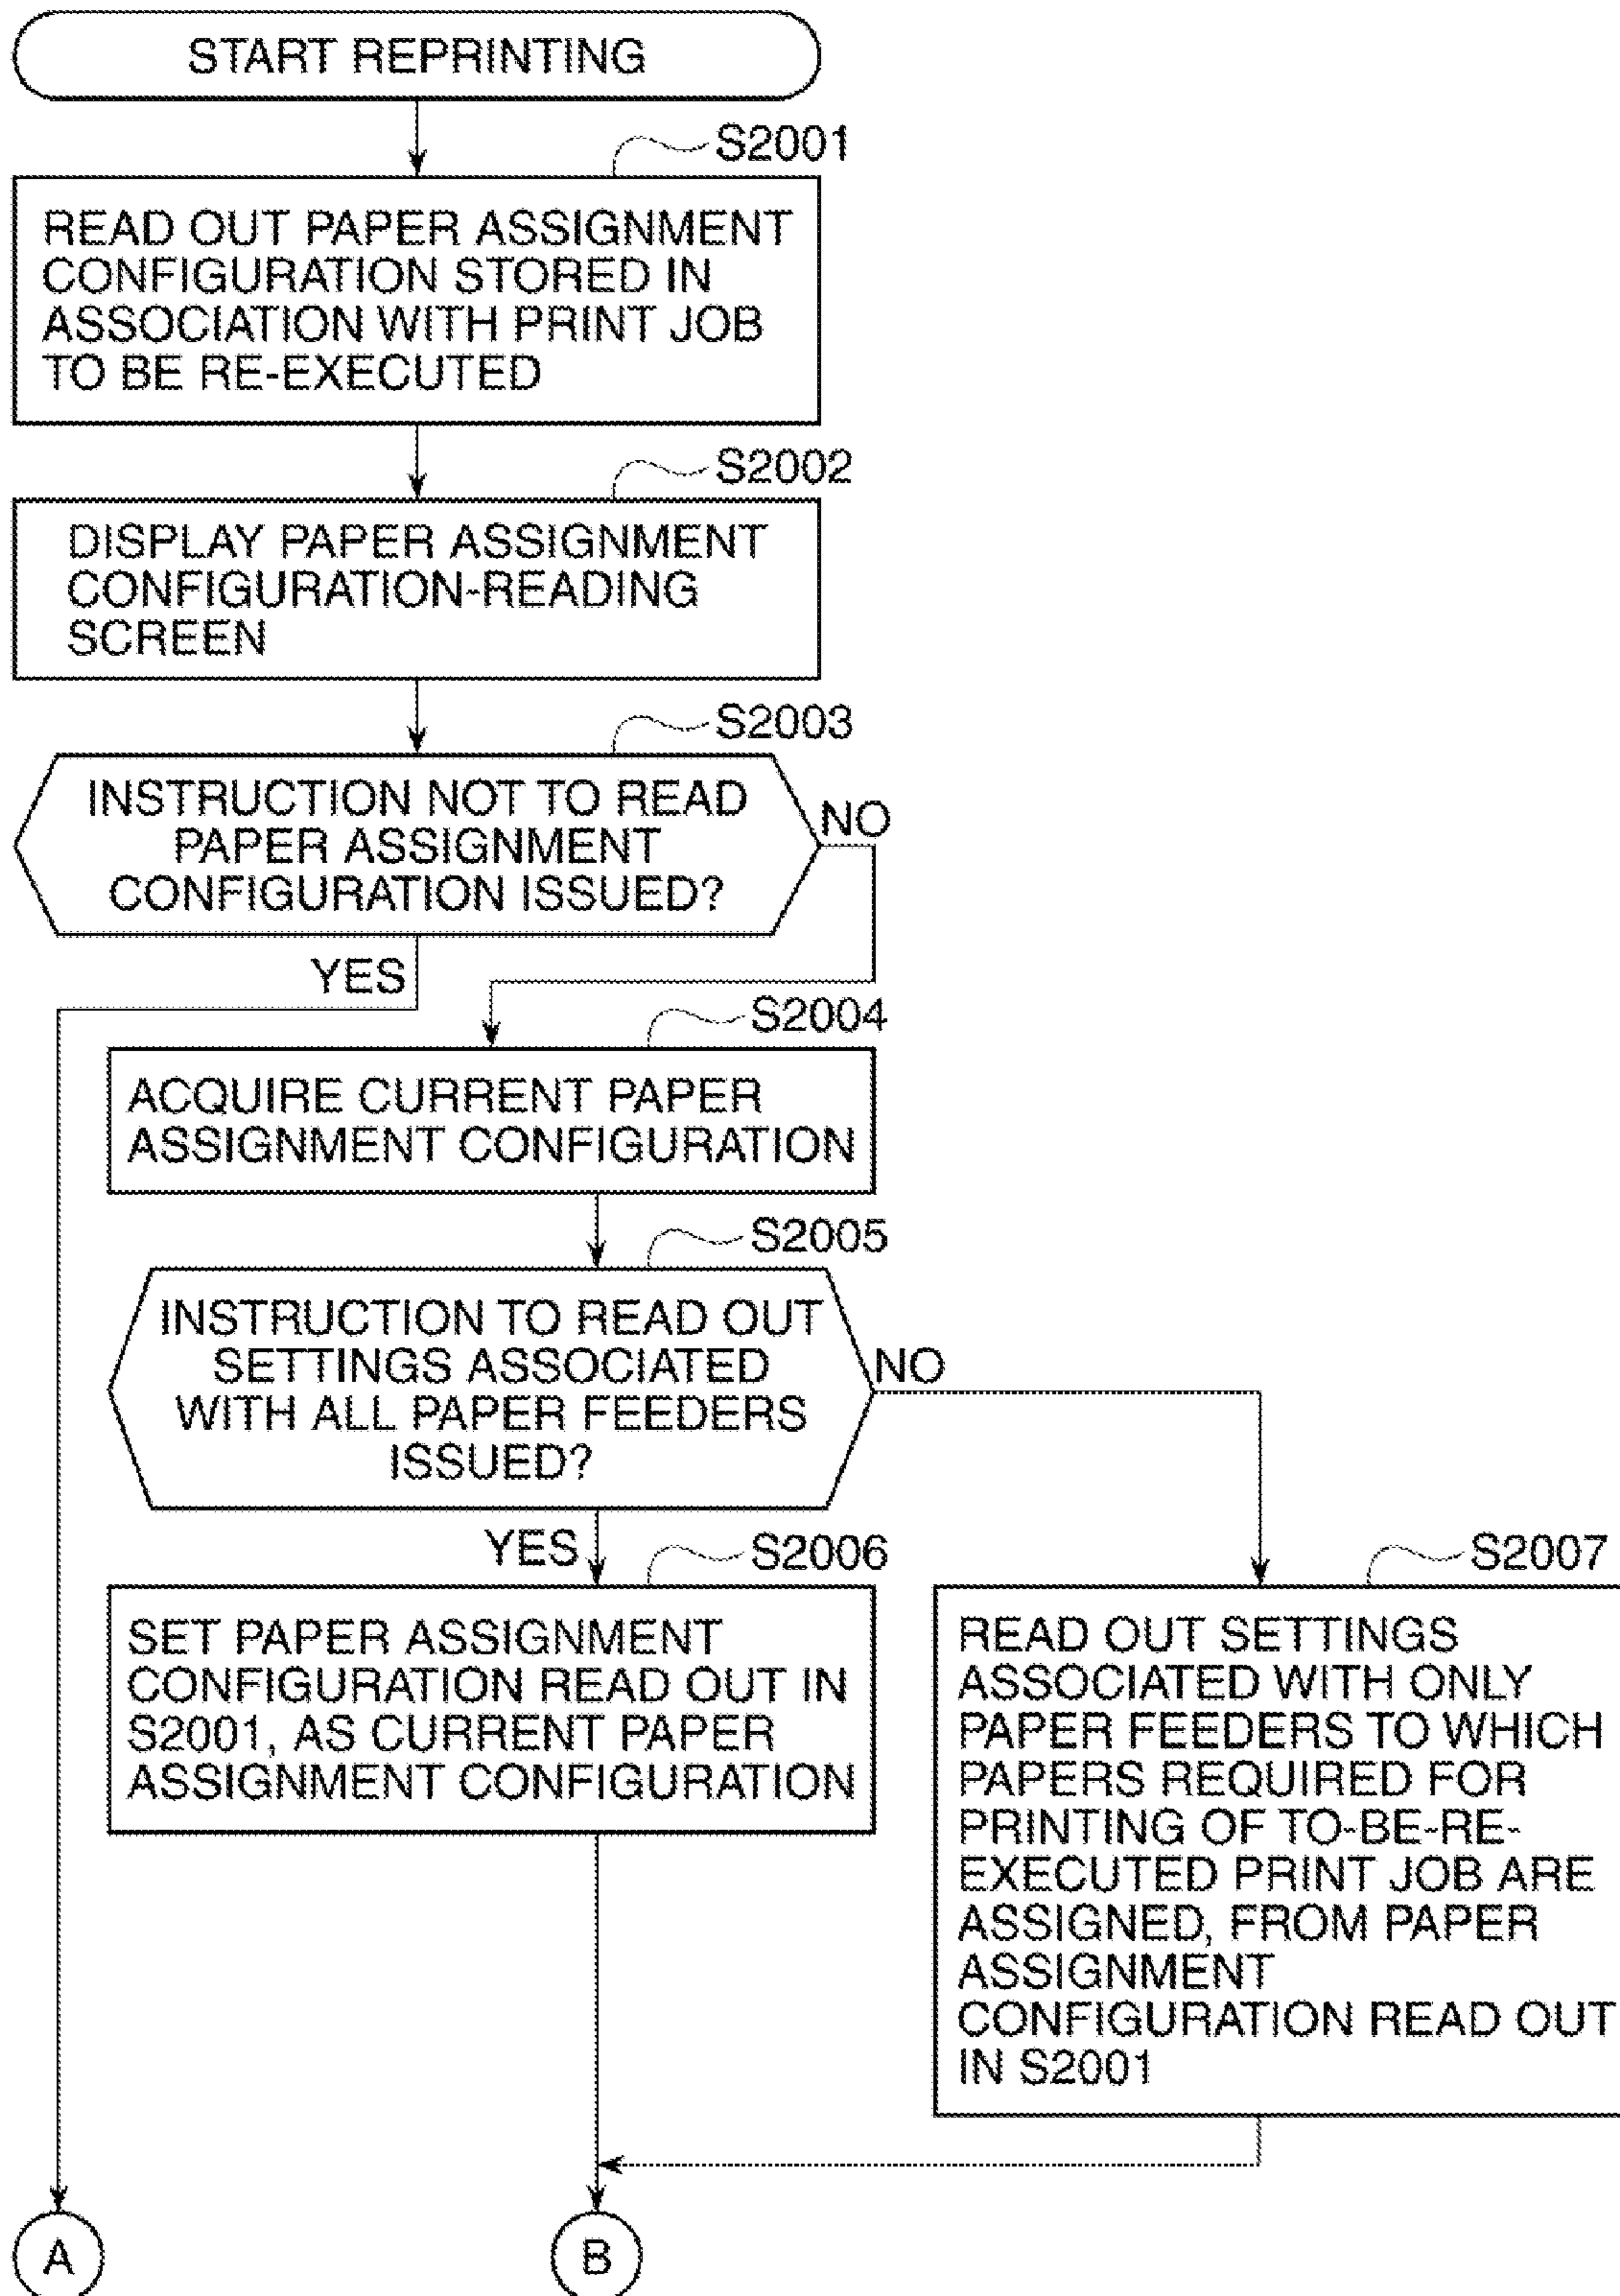 START REPRINTING
S2001
READ OUT PAPER ASSIGNMENT
CONFIGURATION STORED IN
ASSOCIATION WITH PRINT JOB
TO BE RE-EXECUTED
S2002
DISPLAY PAPER ASSIGNMENT
CONFIGURATION-READING
SCREEN
S2003
INSTRUCTION NOT TO READ
PAPER ASSIGNMENT
CONFIGURATION ISSUED?
NO
YES
S2004
ACQUIRE CURRENT PAPER
ASSIGNMENT CONFIGURATION
S2005
INSTRUCTION TO READ OUT
SETTINGS ASSOCIATED
WITH ALL PAPER FEEDERS
ISSUED?
NO
YES
S2006
SET PAPER ASSIGNMENT
CONFIGURATION READ OUT IN
S2001, AS CURRENT PAPER
ASSIGNMENT CONFIGURATION
S2007
READ OUT SETTINGS
ASSOCIATED WITH ONLY
PAPER FEEDERS TO WHICH
PAPERS REQUIRED FOR
PRINTING OF TO-BE-RE-
EXECUTED PRINT JOB ARE
ASSIGNED, FROM PAPER
ASSIGNMENT
CONFIGURATION READ OUT
IN S2001
A
B